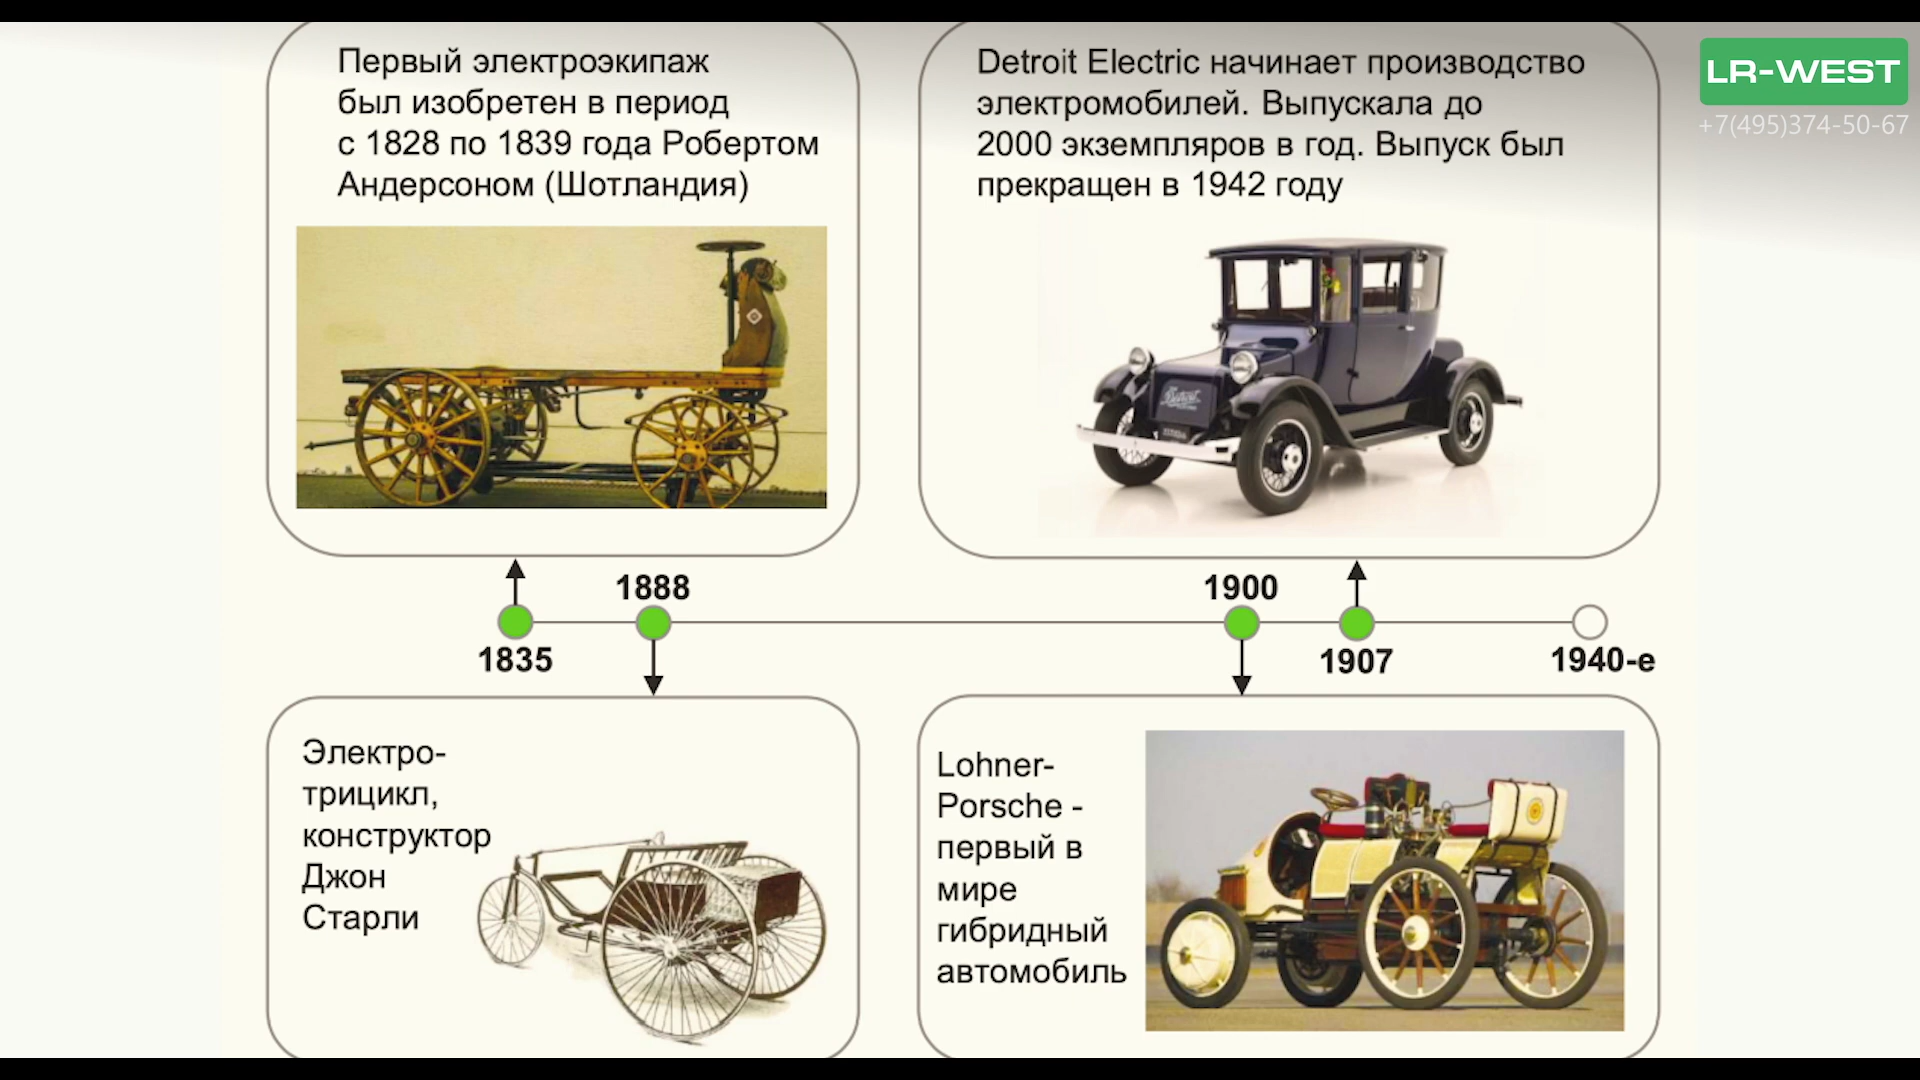 Первый электроэкипаж
был изобретен в период
с 1828 по 1839 года Робертом
Андерсоном (Шотландия)
Detroit Electric начинает производство
электромобилей. Выпускала до
2000 экземпляров в год. Выпуск был
прекращен в 1942 году
LR-WEST
+7(495)374-50-67
Detroit
1888
1900
1835
1907
1940-е
Электро-
трицикл,
конструктор
Джон
Старли
Lohner-
Porsche -
первый в
мире
гибридный
автомобиль